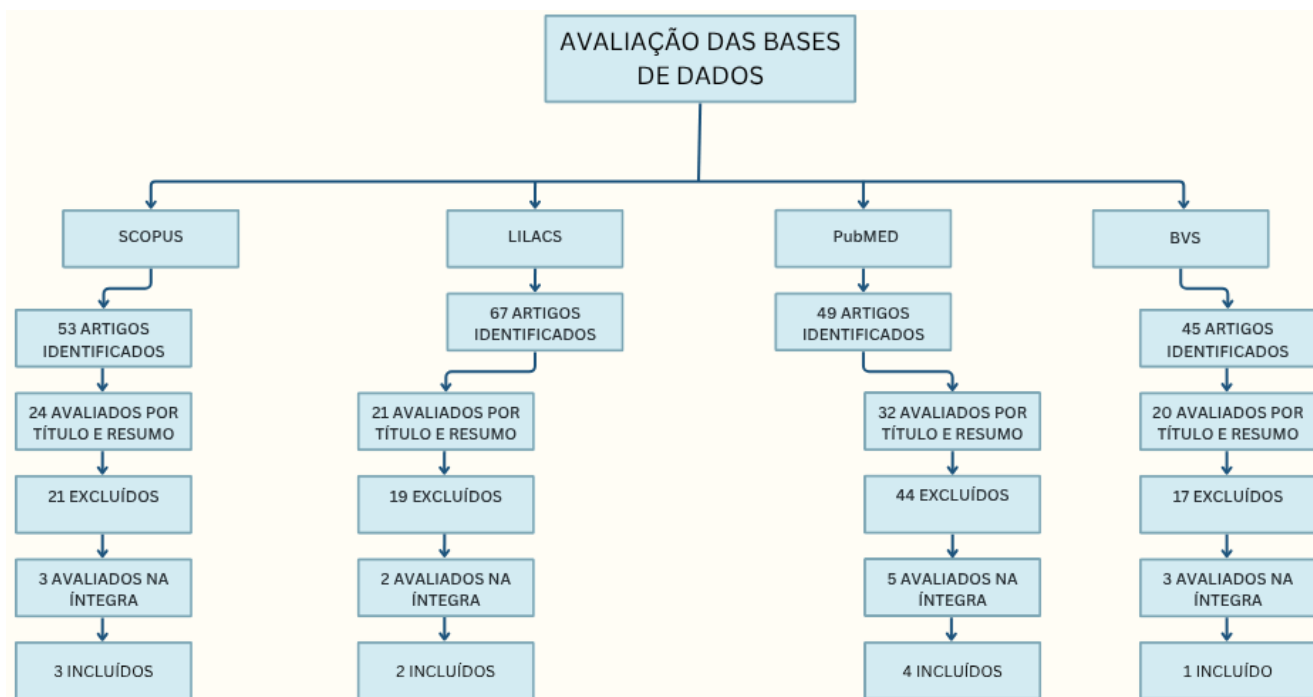 AVALIAÇÃO DAS BASES
DE DADOS
SCOPUS
LILACS
PubMED
BVS
53 ARTIGOS
IDENTIFICADOS
67 ARTIGOS
IDENTIFICADOS
49 ARTIGOS
IDENTIFICADOS
45 ARTIGOS
IDENTIFICADOS
24 AVALIADOS POR
TÍTULO E RESUMO
21 AVALIADOS POR
TÍTULO E RESUMO
32 AVALIADOS POR
TÍTULO E RESUMO
20 AVALIADOS POR
TÍTULO E RESUMO
21 EXCLUÍDOS
19 EXCLUÍDOS
44 EXCLUÍDOS
17 EXCLUÍDOS
3 AVALIADOS NA
ÍNTEGRA
2 AVALIADOS NA
ÍNTEGRA
5 AVALIADOS NA
ÍNTEGRA
3 AVALIADOS NA
ÍNTEGRA
3 INCLUÍDOS
2 INCLUÍDOS
4 INCLUÍDOS
1 INCLUÍDO